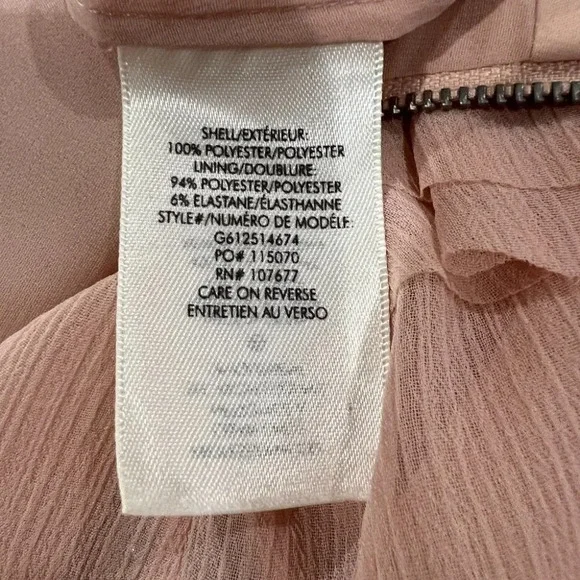 SHELL/EXTÉRIEUR:
100% POLYESTER/POLYESTER
LINING/DOUBLURE:
94% POLYESTER/POLYESTER
6% ELASTANE/ÉLASTHANNE
STYLE#/NUMÉRO DE MODÈLE:
G612514674
PO# 115070
RN# 107677
CARE ON REVERSE
ENTRETIEN AU VERSO